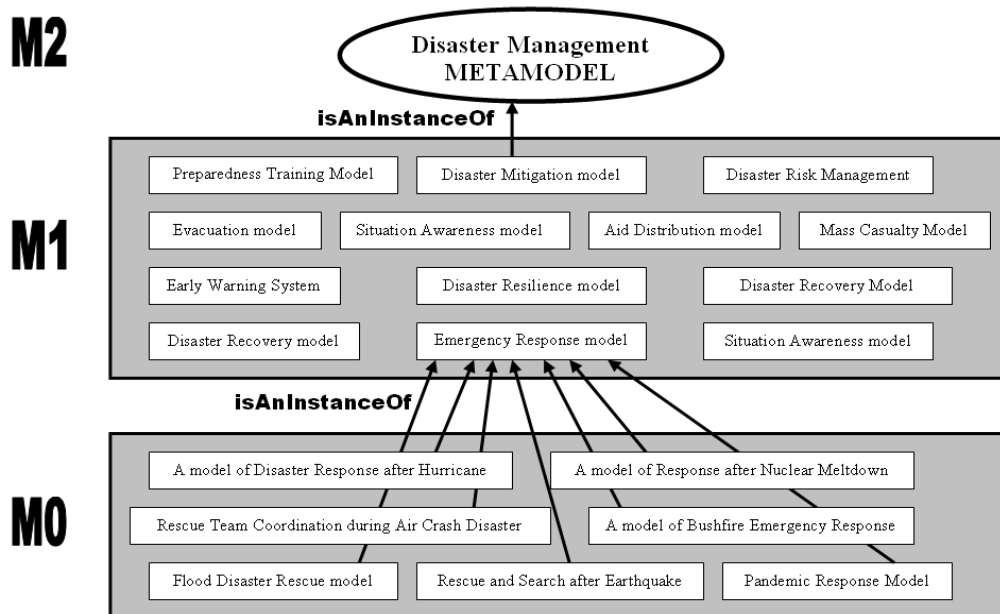 M2
Disaster Management
METAMODEL
isAnInstanceOf
M1
Preparedness Training Model
Disaster Mitigation model
Disaster Risk Management
Evacuation model
Situation Awareness model
Aid Distribution model
Mass Casualty Model
Early Warning System
Disaster Resilience model
Disaster Recovery Model
Disaster Recovery model
Emergency Response model
Situation Awareness model
isAnInstanceOf
M0
A model of Disaster Response after Hurricane
A model of Response after Nuclear Meltdown
Rescue Team Coordination during Air Crash Disaster
A model of Bushfire Emergency Response
Flood Disaster Rescue model
Rescue and Search after Earthquake
Pandemic Response Model